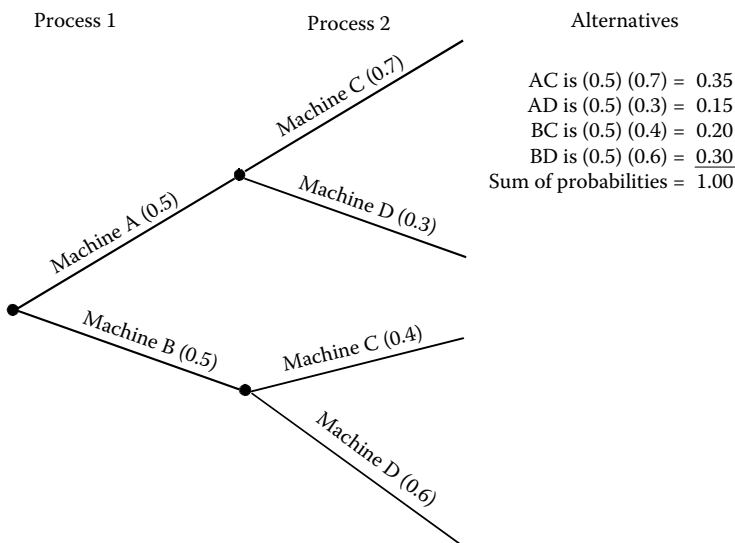 Process 1
Process 2
Alternatives
AC is (0.5) (0.7) = 0.35
AD is (0.5) (0.3) = 0.15
BC is (0.5) (0.4) = 0.20
BD is (0.5) (0.6) = 0.30
Sum of probabilities = 1.00
Machine C (0.7)
Machine A (0.5)
Machine D (0.3)
Machine B (0.5)
Machine C (0.4)
Machine D (0.6)